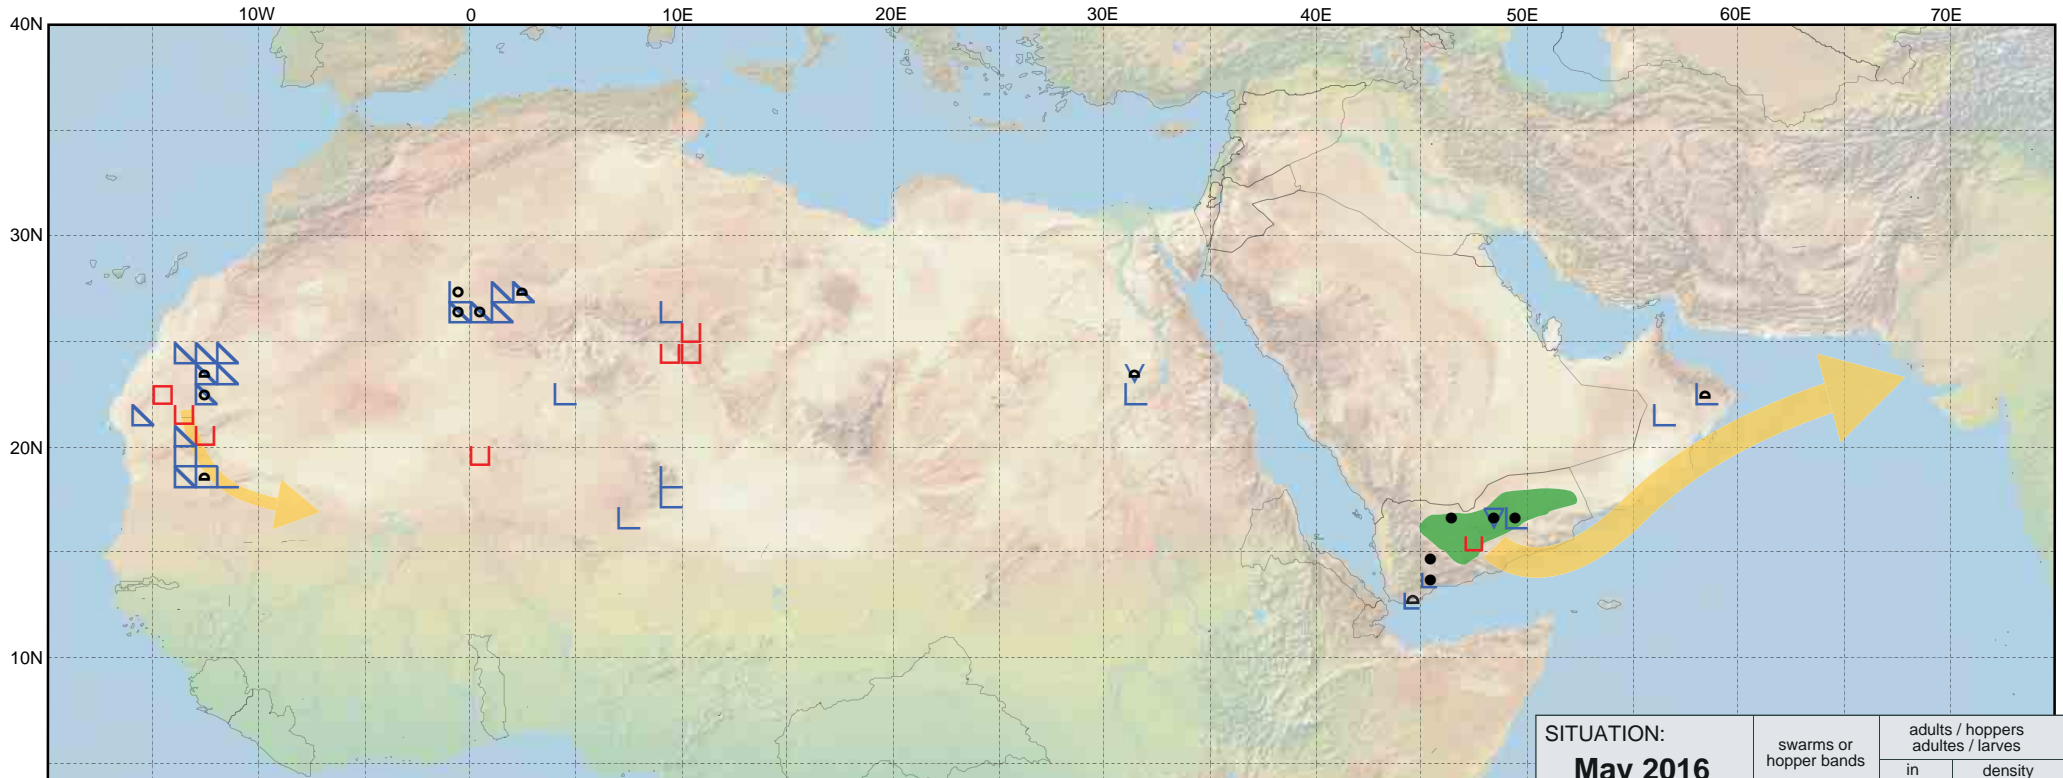 10W 0 10E 20E 30E 40E 50E 60E 70E
40N
30N
20N
10N
SITUATION:
May 2016
swarms or
hopper bands
adults / hoppers
adultes / larves
in
density